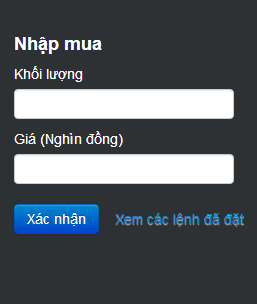 Nhập mua
Khối lượng
Giá (Nghìn đồng)
Xác nhận
Xem các lệnh đã đặt